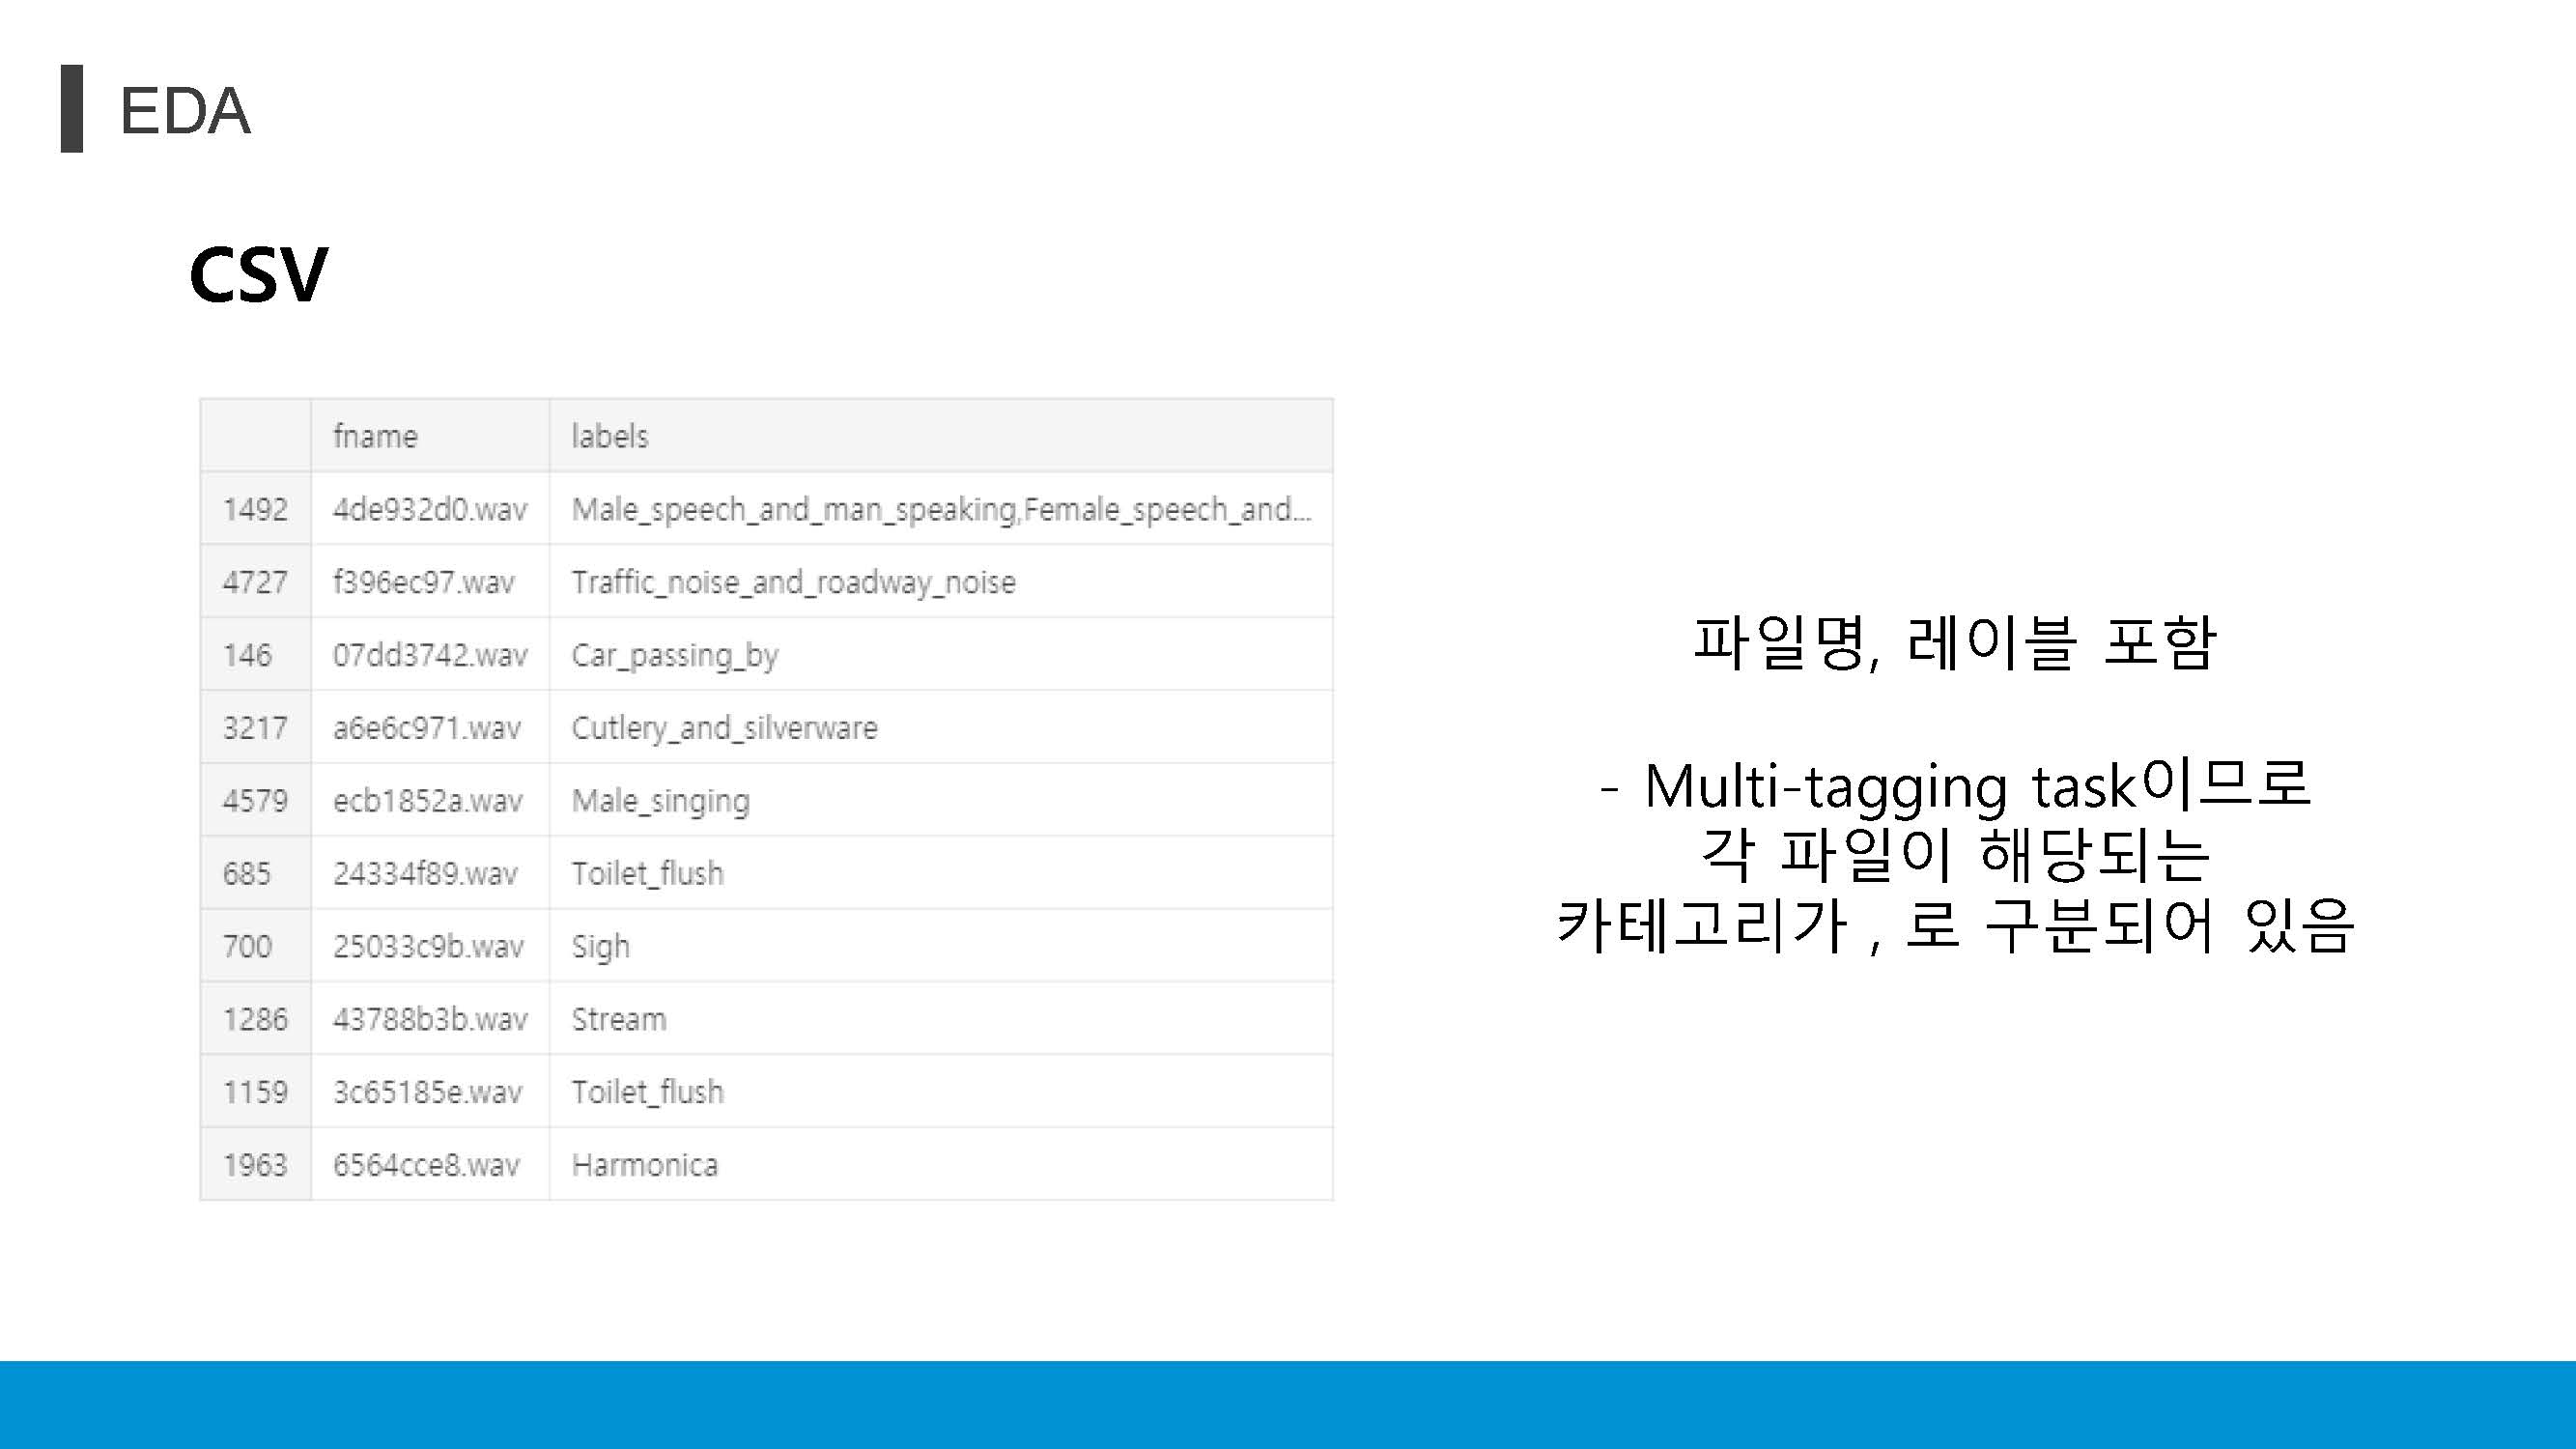 EDA
CSV
fname labels
1492 4de932d0.wav Male_speech_and_man_speaking,Female_speech_and...
4727 f396ec97.wav Traffic_noise_and_roadway_noise
146 07dd3742.wav Car_passing_by
3217 a6e6c971.wav Cutlery_and_silverware
4579 ecb1852a.wav Male_singing
685 24334f89.wav Toilet_flush
700 25033c9b.wav Sigh
1286 43788b3b.wav Stream
1159 3c65185e.wav Toilet_flush
1963 6564cce8.wav Harmonica
파일명, 레이블 포함
- Multi-tagging task이므로
각 파일이 해당되는
카테고리가 , 로 구분되어 있음